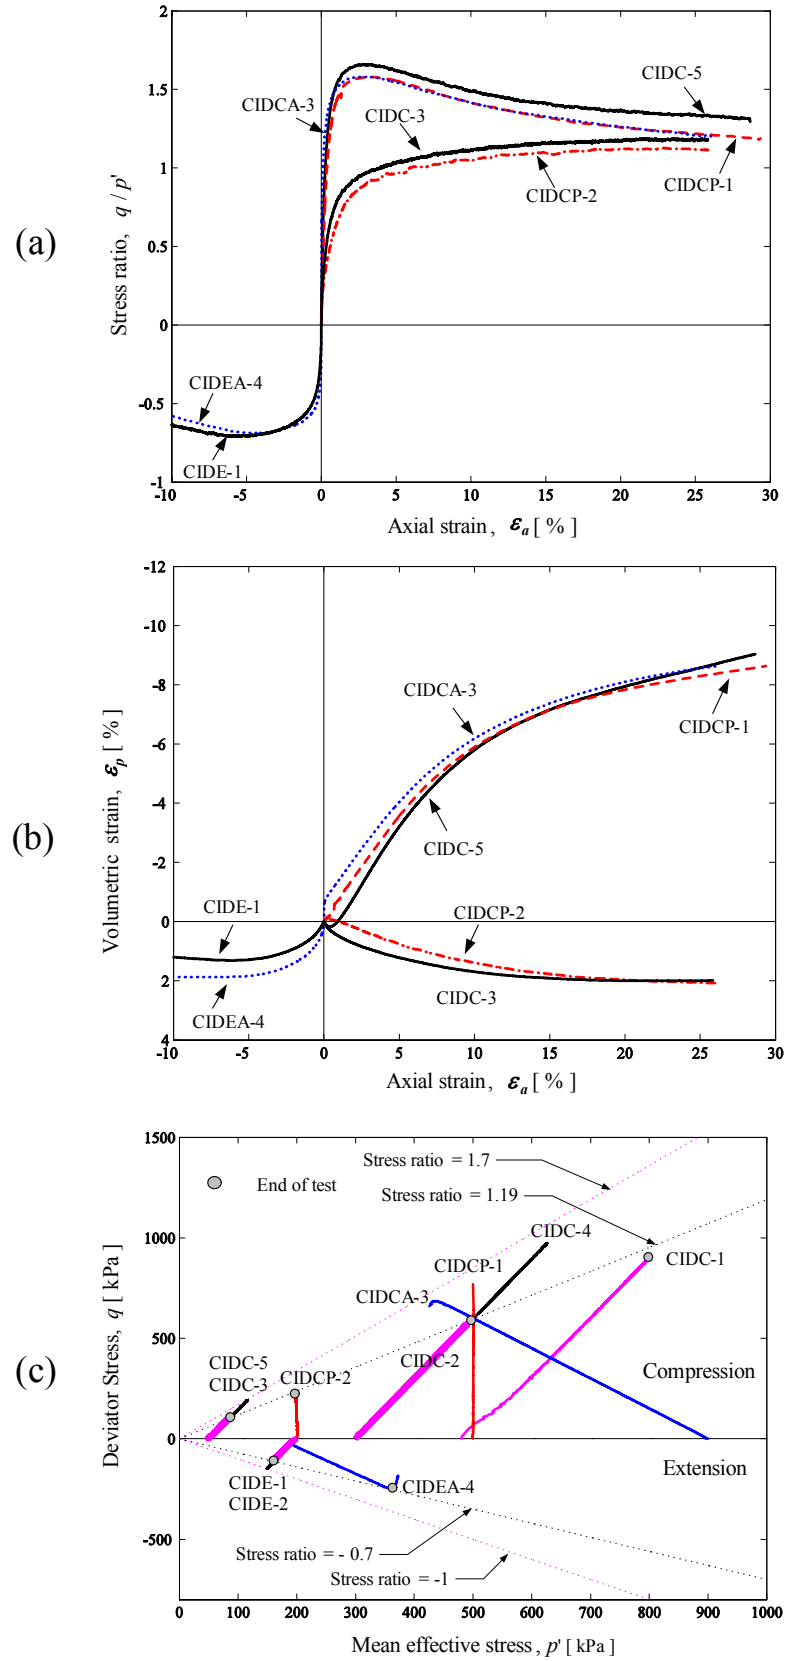 (a)
Stress ratio, q / p'
2
1.5
1
0.5
0
-0.5
-1
CIDCA-3
CIDC-3
CIDC-5
CIDCP-2
CIDCP-1
CIDEA-4
CIDE-1
-10
-5
0
5
10
15
20
25
30
Axial strain, εa [ % ]
(b)
Volumetric strain, εp [ % ]
-12
-10
-8
-6
-4
-2
0
2
4
CIDCA-3
CIDCP-1
CIDC-5
CIDE-1
CIDCP-2
CIDEA-4
CIDC-3
-10
-5
0
5
10
15
20
25
30
Axial strain, εa [ % ]
(c)
Deviator Stress, q [ kPa ]
1500
1000
500
0
-500
End of test
Stress ratio = 1.7
Stress ratio = 1.19
CIDC-4
CIDCP-1
CIDC-1
CIDCA-3
CIDC-5
CIDC-3
CIDCP-2
CIDC-2
Compression
Extension
CIDE-1
CIDE-2
CIDEA-4
Stress ratio = - 0.7
Stress ratio = -1
0
100
200
300
400
500
600
700
800
900
1000
Mean effective stress, p' [ kPa ]